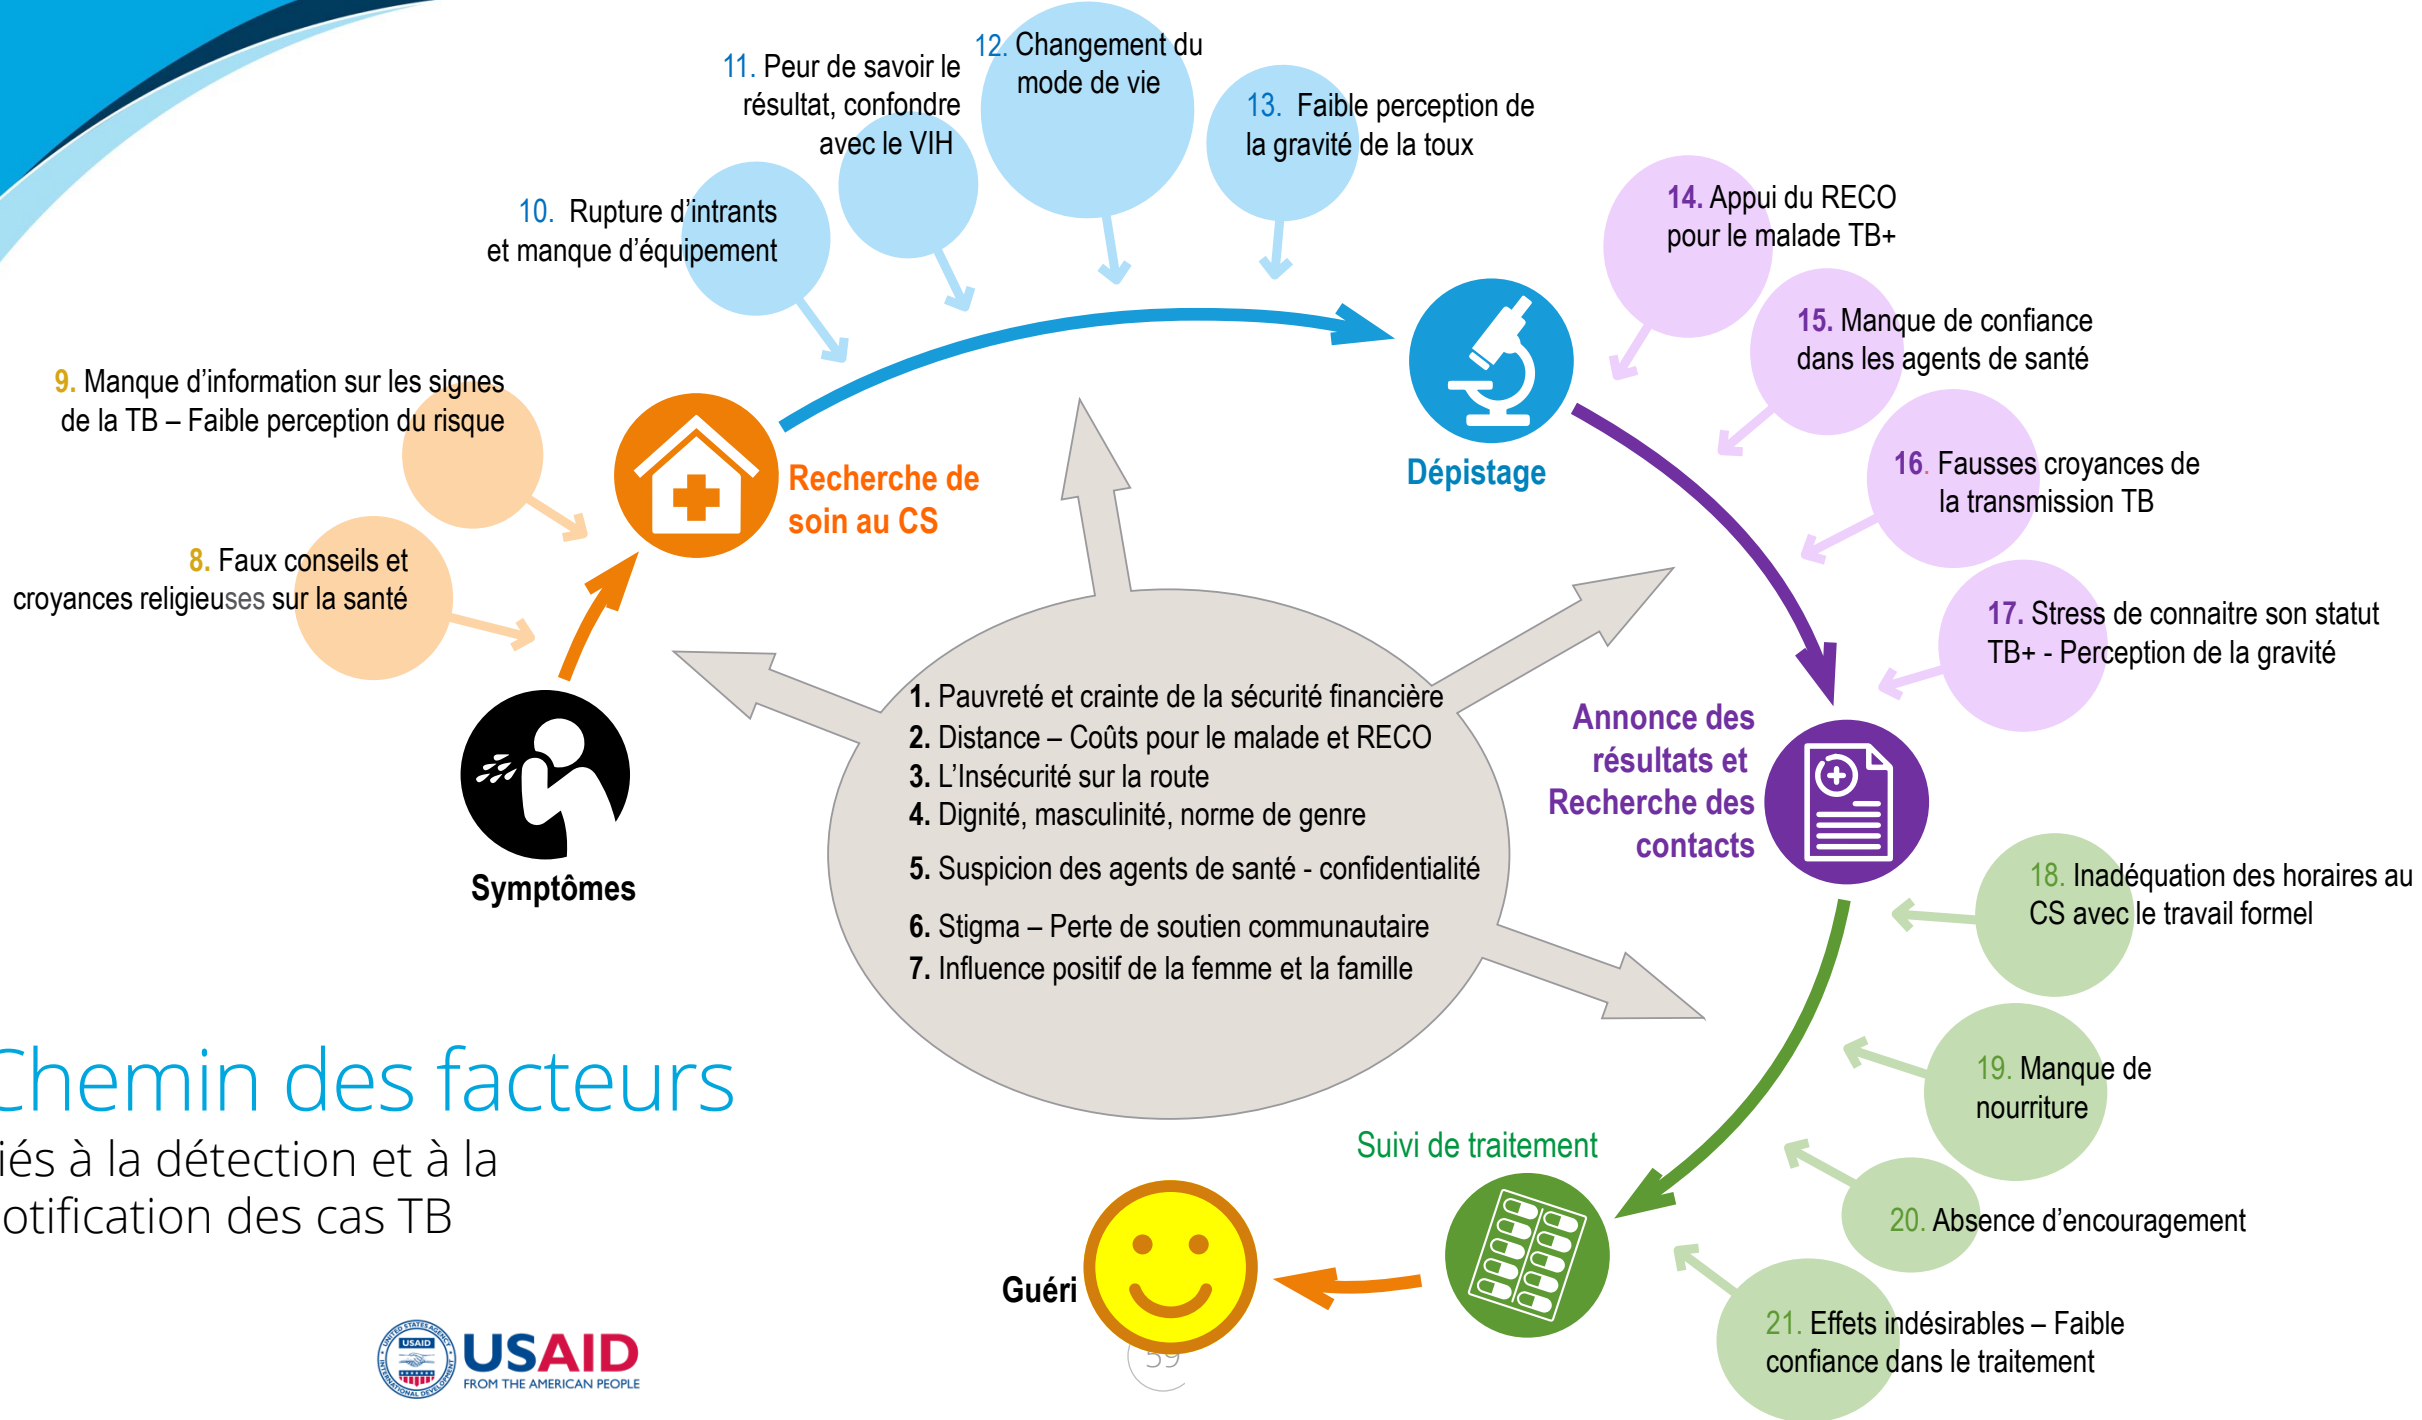 11. Peur de savoir le
résultat, confondre
avec le VIH
12. Changement du
mode de vie
13. Faible perception de
la gravité de la toux
10. Rupture d’intrants
et manque d’équipement
14. Appui du RECO
pour le malade TB+
15. Manque de confiance
dans les agents de santé
9. Manque d’information sur les signes
de la TB – Faible perception du risque
16. Fausses croyances de
la transmission TB
Recherche de
soin au CS
Dépistage
8. Faux conseils et
croyances religieuses sur la santé
17. Stress de connaitre son statut
TB+ - Perception de la gravité
1. Pauvreté et crainte de la sécurité financière
2. Distance – Coûts pour le malade et RECO
3. L’Insécurité sur la route
4. Dignité, masculinité, norme de genre
5. Suspicion des agents de santé - confidentialité
6. Stigma – Perte de soutien communautaire
7. Influence positif de la femme et la famille
Annonce des
résultats et
Recherche des
contacts
Symptômes
18. Inadéquation des horaires au
CS avec le travail formel
19. Manque de
nourriture
20. Absence d’encouragement
21. Effets indésirables – Faible
confiance dans le traitement
Suivi de traitement
Guéri
Chemin des facteurs
iés à la détection et à la
otification des cas TB
UNITED STATES AGENCY
USAID
INTERNATIONAL DEVELOPMENT
USAID
FROM THE AMERICAN PEOPLE
59